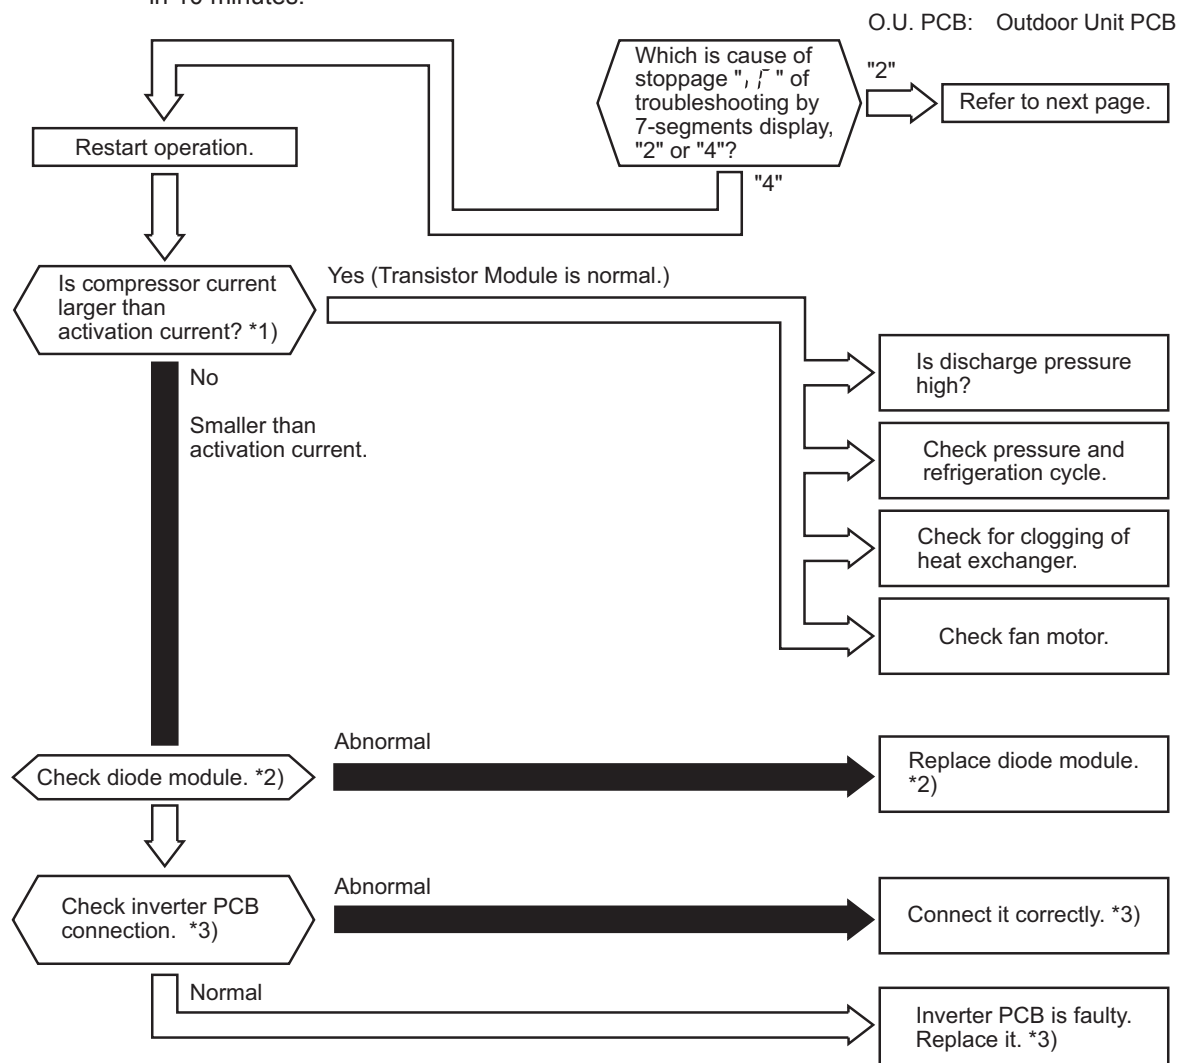 in 10 minutes.
O.U. PCB: Outdoor Unit PCB
Which is cause of
stoppage " " of
troubleshooting by
7-segments display,
"2" or "4"?
"2"
Refer to next page.
"4"
Restart operation.
Is compressor current
larger than
activation current? *1)
Yes (Transistor Module is normal.)
No
Smaller than
activation current.
Is discharge pressure
high?
Check pressure and
refrigeration cycle.
Check for clogging of
heat exchanger.
Check fan motor.
Check diode module. *2)
Abnormal
Replace diode module.
*2)
Check inverter PCB
connection. *3)
Abnormal
Connect it correctly. *3)
Normal
Inverter PCB is faulty.
Replace it. *3)